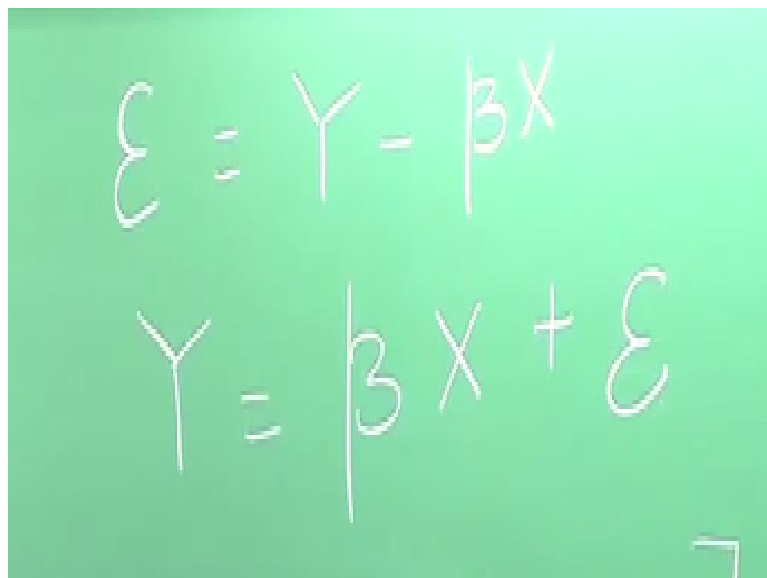 ε = Y - βX
Y = βX + ε